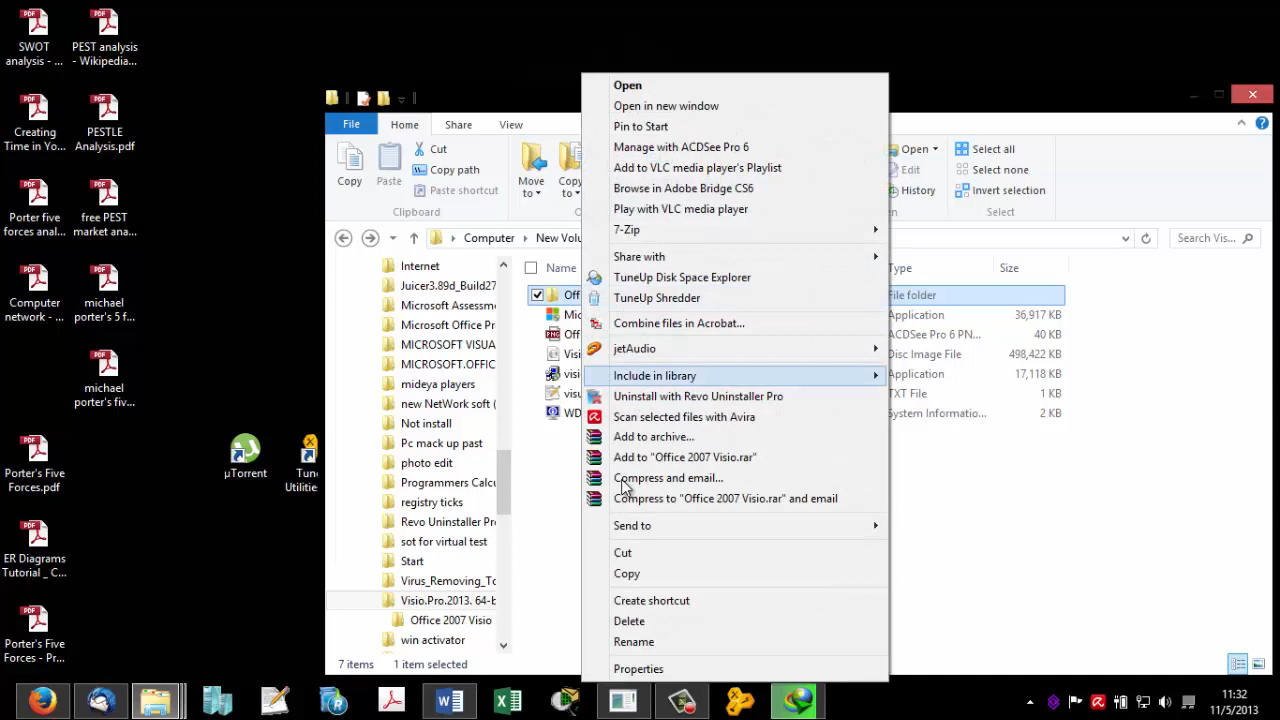 SWOT
analysis - ...
PEST analysis
- Wikipedia...
Creating
Time in Yo...
PESTLE
Analysis.pdf
Porter five
forces anal...
free PEST
market ana...
Computer
network - ...
michael
porter's 5 f...
michael
porter's fiv...
Porter's Five
Forces.pdf
ER Diagrams
Tutorial _ C...
Porter's Five
Forces - Pr...
µTorrent
Tune
Utilities
File
Home
Share
View
Copy
Paste
Cut
Copy path
Paste shortcut
Clipboard
Move
to
Copy
to
Open
Edit
History
Select all
Select none
Invert selection
Select
Computer
New Volu
Search Vis...
Internet
Juicer3.89d_Build27
Microsoft Assessm
Microsoft Office Pr
MICROSOFT VISUA
MICROSOFT.OFFIC
mideya players
new NetWork soft (
Not install
Pc mack up past
photo edit
Programmers Calcu
registry ticks
Revo Uninstaller Pr
sot for virtual test
Start
Virus_Removing_To
Visio.Pro.2013. 64-b
Office 2007 Visio
win activator
Name
Type
Size
Off
File folder
Mic
Application
36,917 KB
Off
ACDSee Pro 6 PN...
40 KB
Visi
Disc Image File
498,422 KB
visi
Application
17,118 KB
visu
TXT File
1 KB
WD
System Informatio...
2 KB
Open
Open in new window
Pin to Start
Manage with ACDSee Pro 6
Add to VLC media player's Playlist
Browse in Adobe Bridge CS6
Play with VLC media player
7-Zip
Share with
TuneUp Disk Space Explorer
TuneUp Shredder
Combine files in Acrobat...
jetAudio
Include in library
Uninstall with Revo Uninstaller Pro
Scan selected files with Avira
Add to archive...
Add to "Office 2007 Visio.rar"
Compress and email...
Compress to "Office 2007 Visio.rar" and email
Send to
Cut
Copy
Create shortcut
Delete
Rename
Properties
7 items
1 item selected
11:32
11/5/2013